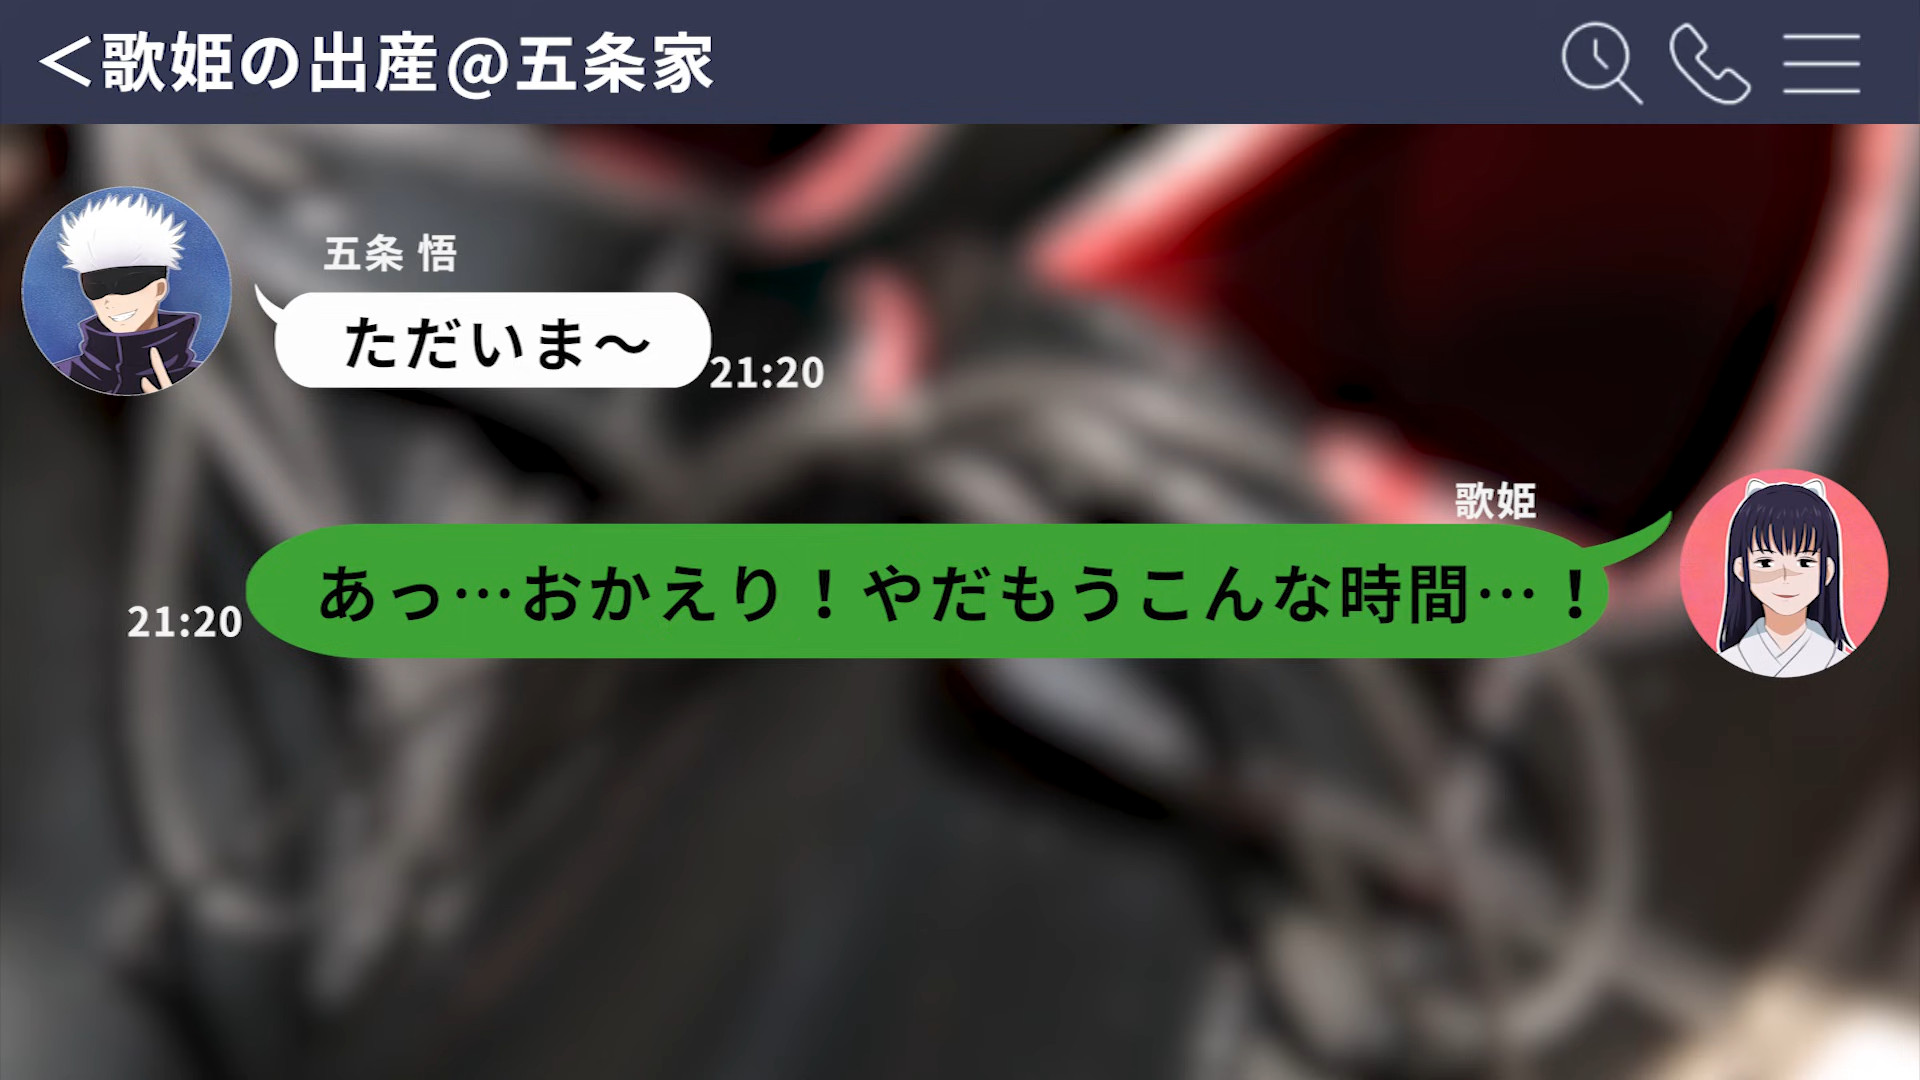 <歌姫の出産@五条家
五条 悟
ただいま〜
21:20
歌姫
あっ…おかえり！やだもうこんな時間…！
21:20